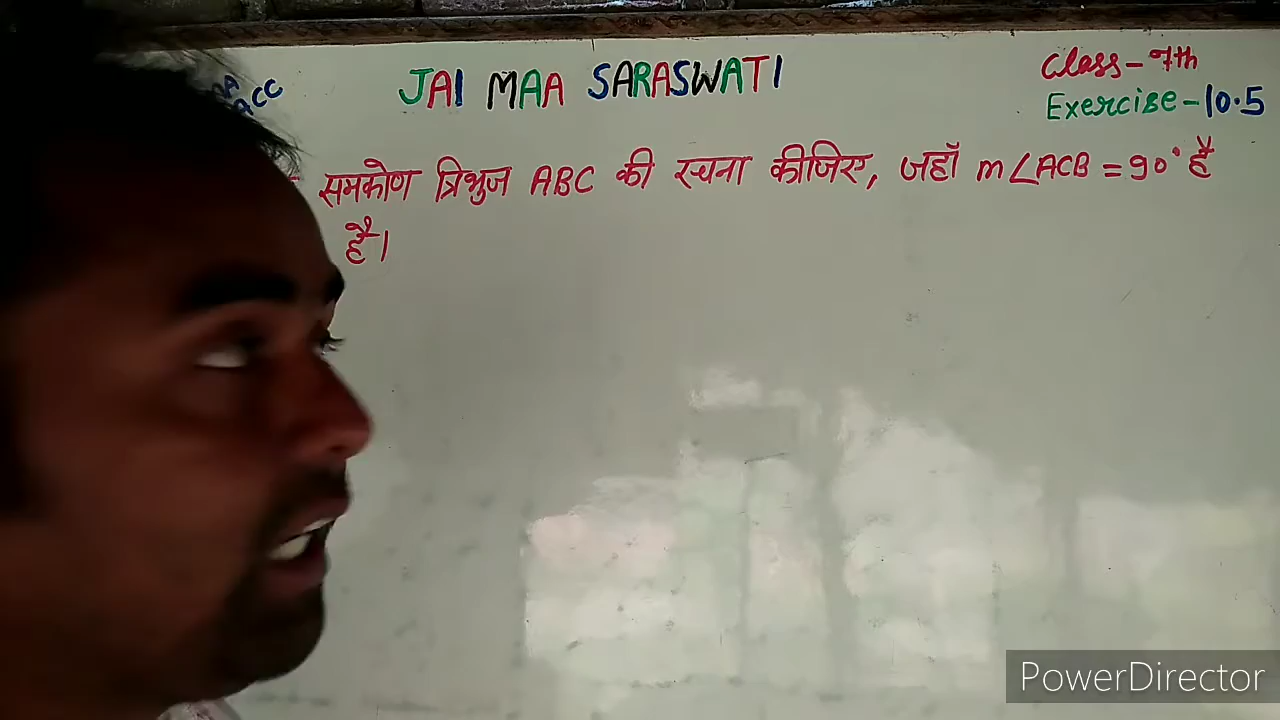 JAI MAA SARASWATI
Class-7th
Exercise-10.5
समकोण त्रिभुज ABC की रचना कीजिए, जहाँ m∠ACB = 90° है
है।
PowerDirector